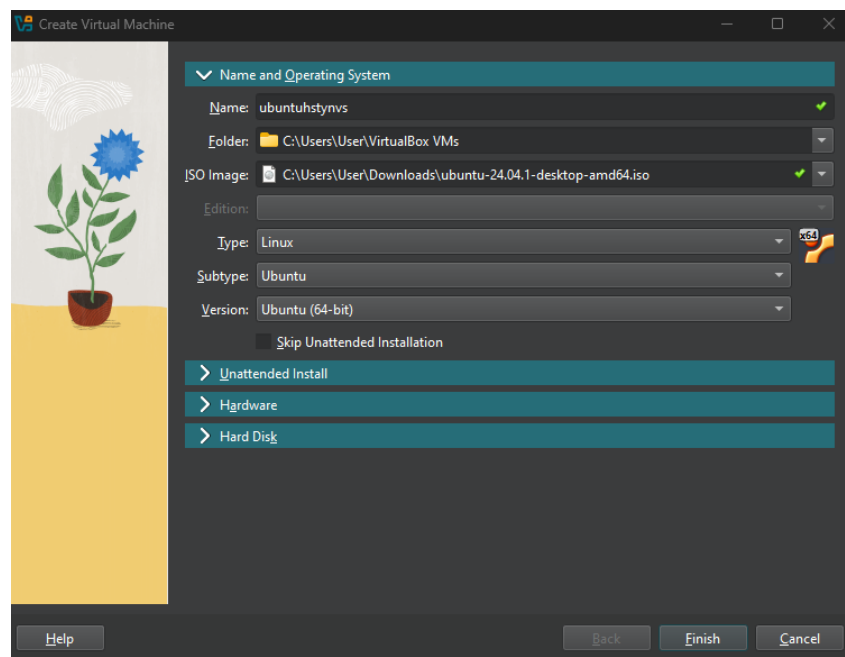 Create Virtual Machine
Name and Operating System
Name: ubuntuhstynvs
Folder: C:\Users\User\VirtualBox VMs
ISO Image: C:\Users\User\Downloads\ubuntu-24.04.1-desktop-amd64.iso
Edition:
Type: Linux
x64
Subtype: Ubuntu
Version: Ubuntu (64-bit)
Skip Unattended Installation
Unattended Install
Hardware
Hard Disk
Help Back Finish Cancel